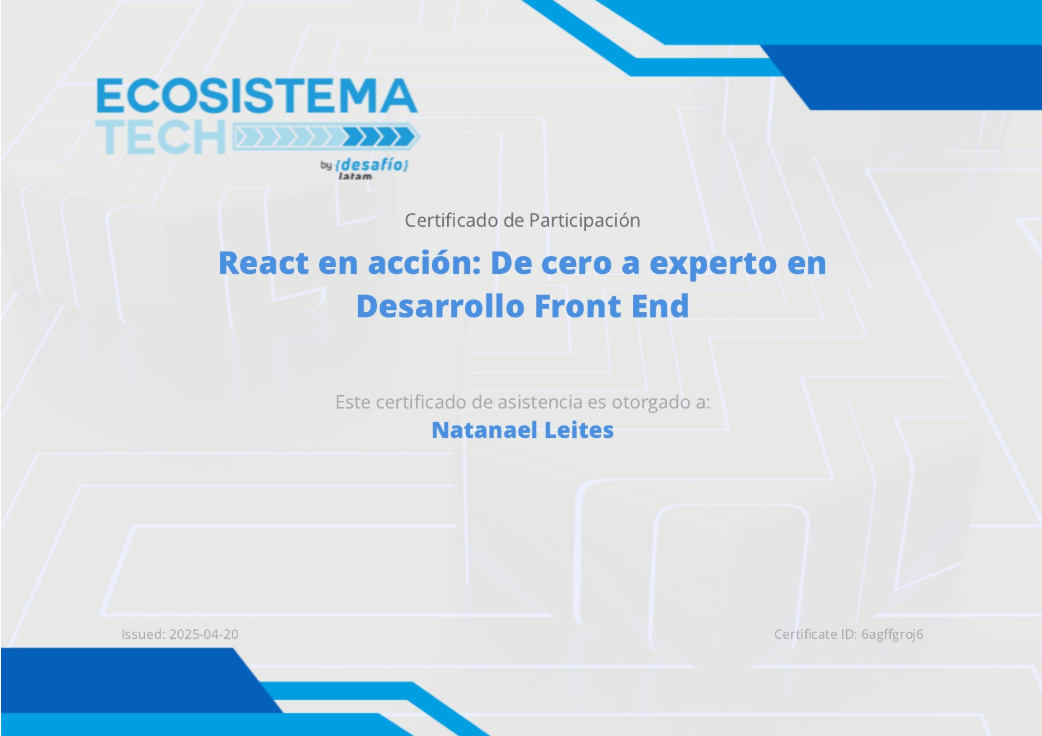 ECOSISTEMA
TECH
by {desafío}
latam
Certificado de Participación
React en acción: De cero a experto en
Desarrollo Front End
Este certificado de asistencia es otorgado a:
Natanael Leites
Issued: 2025-04-20
Certificate ID: 6agffgroj6